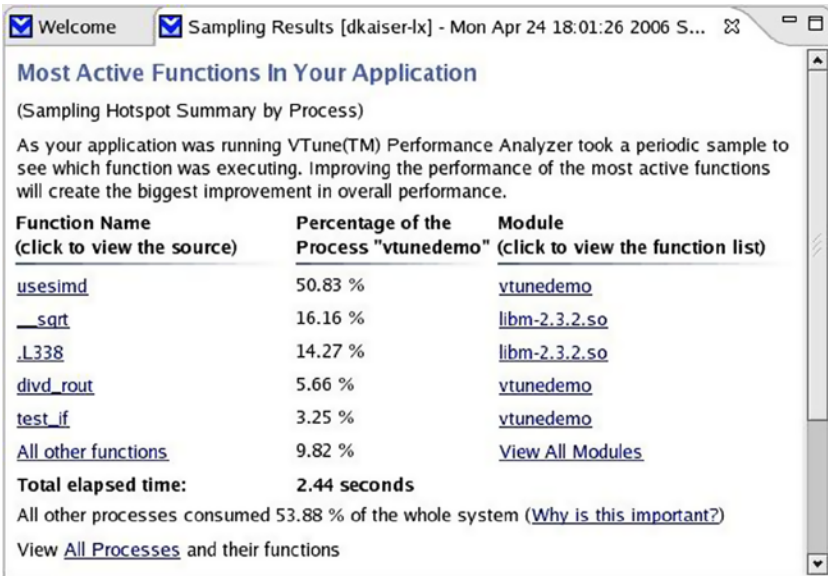 Welcome
Sampling Results [dkaiser-lx] - Mon Apr 24 18:01:26 2006 S...
Most Active Functions In Your Application
(Sampling Hotspot Summary by Process)
As your application was running VTune(TM) Performance Analyzer took a periodic sample to
see which function was executing. Improving the performance of the most active functions
will create the biggest improvement in overall performance.
Function Name Percentage of the Module
(click to view the source) Process "vtunedemo" (click to view the function list)
usesimd 50.83 % vtunedemo
__sqrt 16.16 % libm-2.3.2.so
.L338 14.27 % libm-2.3.2.so
divd_rout 5.66 % vtunedemo
test_if 3.25 % vtunedemo
All other functions 9.82 % View All Modules
Total elapsed time: 2.44 seconds
All other processes consumed 53.88 % of the whole system (Why is this important?)
View All Processes and their functions